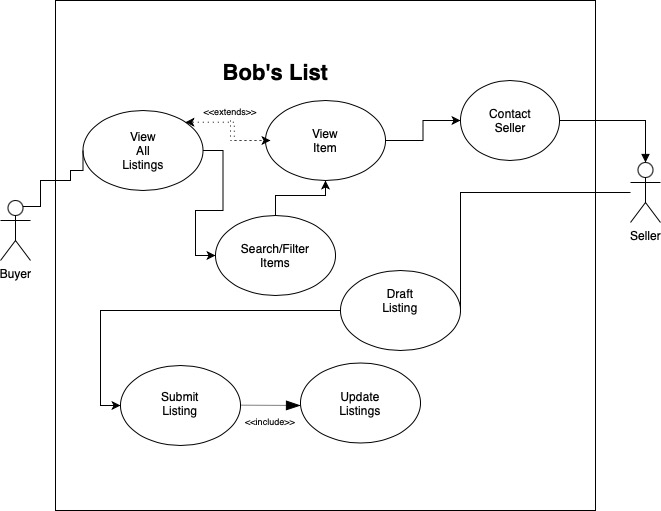 Bob's List
<<extends>>
View
All
Listings
View
Item
Contact
Seller
Buyer
Seller
Search/Filter
Items
Draft
Listing
Submit
Listing
<<include>>
Update
Listings